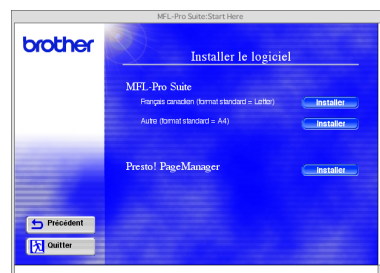 MFL-Pro Suite:Start Here
brother
Installer le logiciel
MFL-Pro Suite
Français canadien (format standard = Letter)
Installer
Autre (format standard = A4)
Installer
Presto! PageManager
Installer
Précédent
Quitter